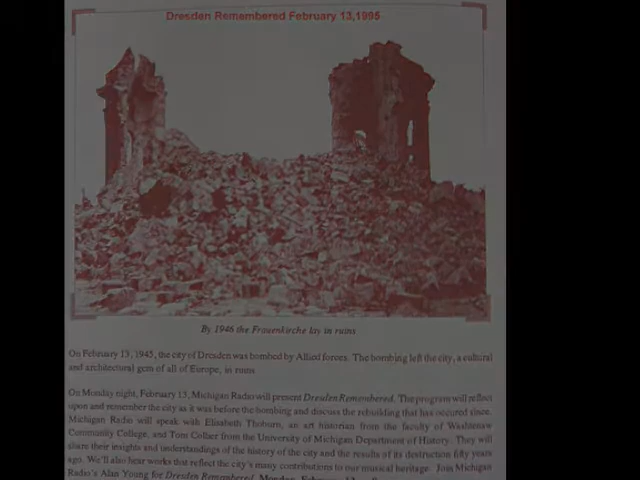 Dresden Remembered February 13,1995
By 1946 the Frauenkirche lay in ruins
On February 13, 1945, the city of Dresden was bombed by Allied forces. The bombing left the city, a cultural
and architectural gem of all of Europe, in ruins
On Monday night, February 13, Michigan Radio will present Dresden Remembered. The program will reflect
upon and remember the city as it was before the bombing and discuss the rebuilding that has occured since.
Michigan Radio will speak with Elisabeth Thoburn, an art historian from the faculty of Washtenaw
Community College, and Tom Collier from the University of Michigan Department of History. They will
share their insights and understandings of the history of the city and the results of its destruction fifty years
ago. We'll also hear works that reflect the city's many contributions to our musical heritage. Join Michigan
Radio's Alan Young for Dresden Remembered, Monday, February 13